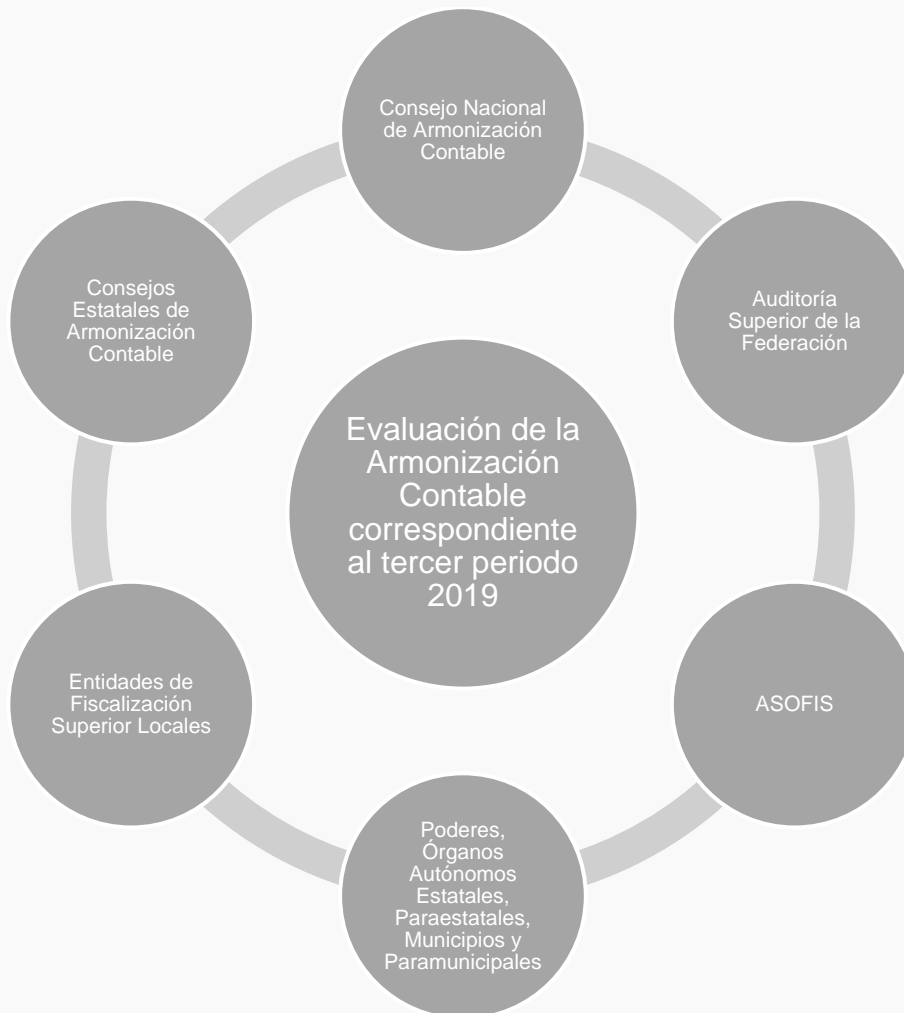 Consejo Nacional
de Armonización
Contable
Auditoría
Superior de la
Federación
ASOFIS
Poderes,
Órganos
Autónomos
Estatales,
Paraestatales,
Municipios y
Paramunicipales
Entidades de
Fiscalización
Superior Locales
Consejos
Estatales de
Armonización
Contable
Evaluación de la
Armonización
Contable
correspondiente
al tercer periodo
2019